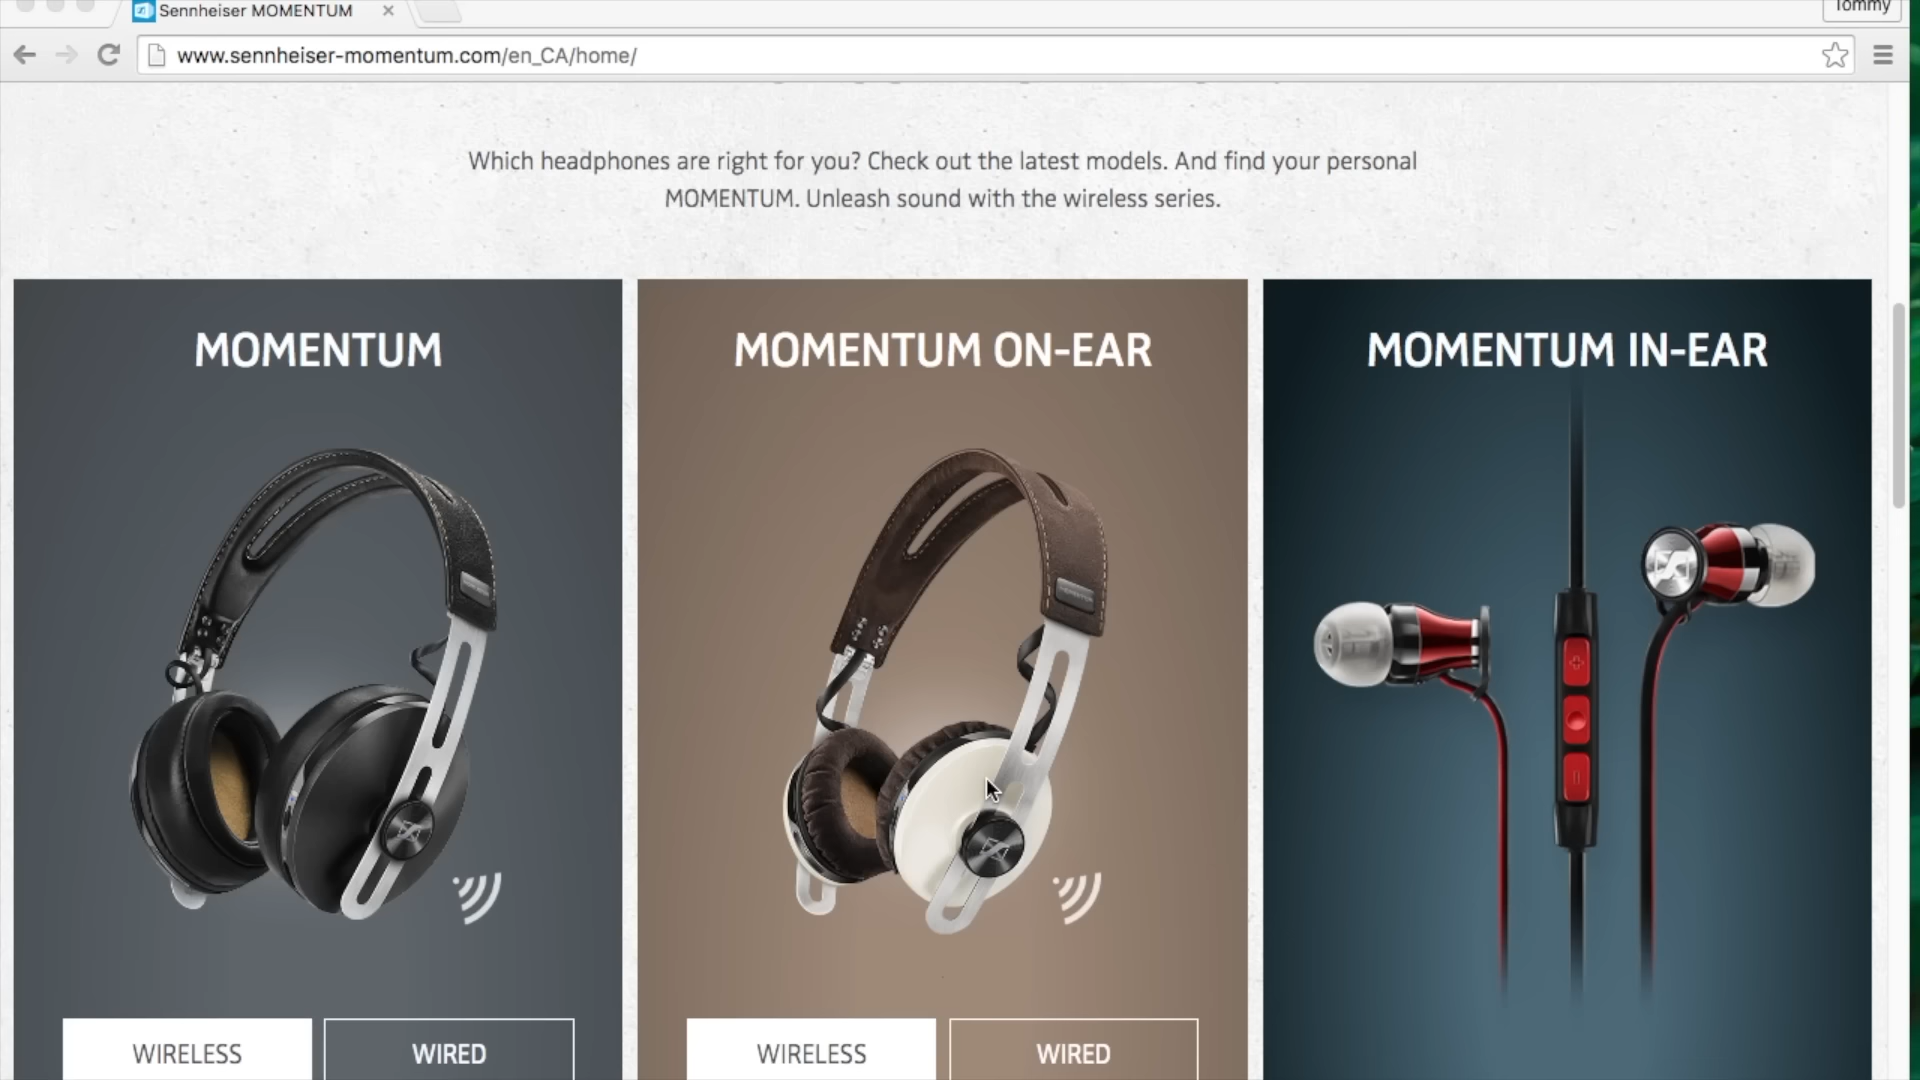 Sennheiser MOMENTUM
Tommy
www.sennheiser-momentum.com/en_CA/home/
Which headphones are right for you? Check out the latest models. And find your personal
MOMENTUM. Unleash sound with the wireless series.
MOMENTUM
MOMENTUM ON-EAR
MOMENTUM IN-EAR
WIRELESS
WIRED
WIRELESS
WIRED